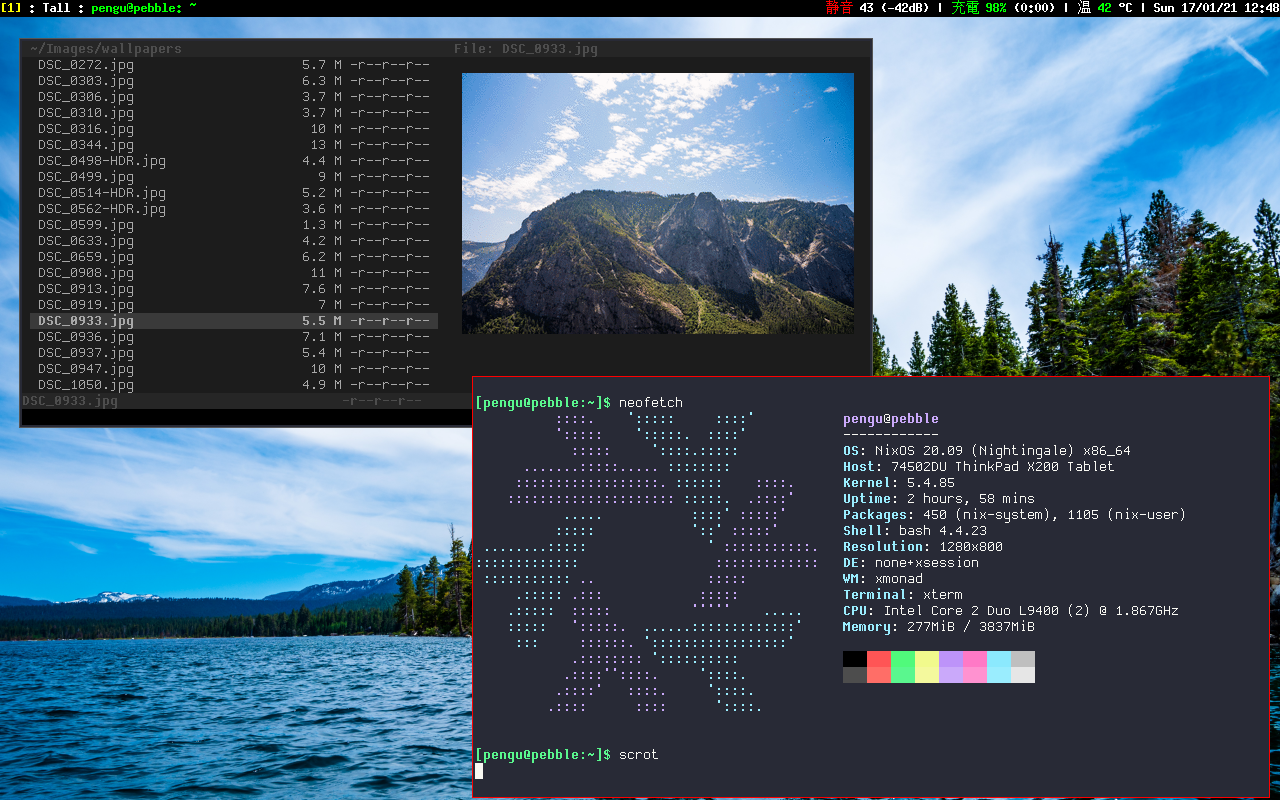 [1] : Tall : pengu@pebble: ~
静音 43 (-42dB) | 充電 98% (0:00) | 温 42 °C | Sun 17/01/21 12:48
~/Images/wallpapers File: DSC_0933.jpg
DSC_0272.jpg 5.7 M -r--r--r--
DSC_0303.jpg 6.3 M -r--r--r--
DSC_0306.jpg 3.7 M -r--r--r--
DSC_0310.jpg 3.7 M -r--r--r--
DSC_0316.jpg 10 M -r--r--r--
DSC_0344.jpg 13 M -r--r--r--
DSC_0498-HDR.jpg 4.4 M -r--r--r--
DSC_0499.jpg 9 M -r--r--r--
DSC_0514-HDR.jpg 5.2 M -r--r--r--
DSC_0562-HDR.jpg 3.6 M -r--r--r--
DSC_0599.jpg 1.3 M -r--r--r--
DSC_0633.jpg 4.2 M -r--r--r--
DSC_0659.jpg 6.2 M -r--r--r--
DSC_0908.jpg 11 M -r--r--r--
DSC_0913.jpg 7.6 M -r--r--r--
DSC_0919.jpg 7 M -r--r--r--
DSC_0933.jpg 5.5 M -r--r--r--
DSC_0936.jpg 7.1 M -r--r--r--
DSC_0937.jpg 5.4 M -r--r--r--
DSC_0947.jpg 10 M -r--r--r--
DSC_1050.jpg 4.9 M -r--r--r--
DSC_0933.jpg -r--r--r--
[pengu@pebble:~]$ neofetch
pengu@pebble
------------
OS: NixOS 20.09 (Nightingale) x86_64
Host: 74502DU ThinkPad X200 Tablet
Kernel: 5.4.85
Uptime: 2 hours, 58 mins
Packages: 450 (nix-system), 1105 (nix-user)
Shell: bash 4.4.23
Resolution: 1280x800
DE: none+xsession
WM: xmonad
Terminal: xterm
CPU: Intel Core 2 Duo L9400 (2) @ 1.867GHz
Memory: 277MiB / 3837MiB
[pengu@pebble:~]$ scrot